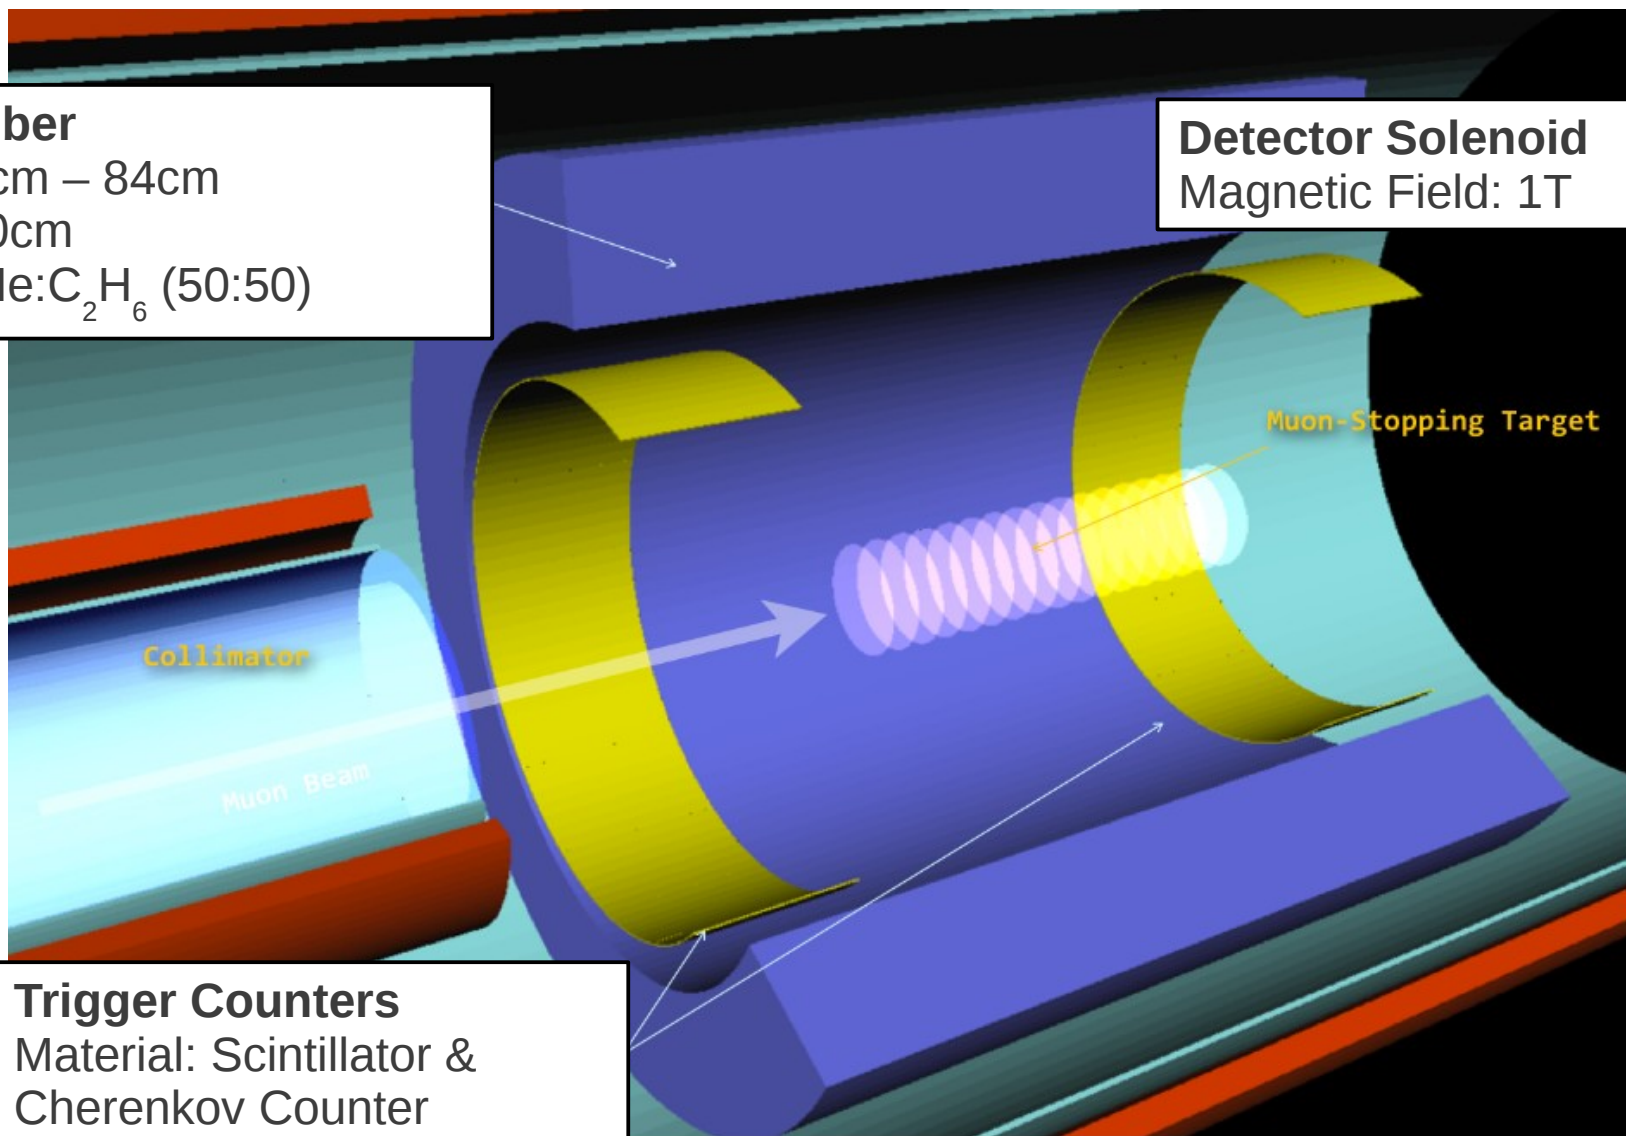 ber
cm – 84cm
0cm
He:C₂H₆ (50:50)
Detector Solenoid
Magnetic Field: 1T
Muon-Stopping Target
Collimator
Muon Beam
Trigger Counters
Material: Scintillator &
Cherenkov Counter